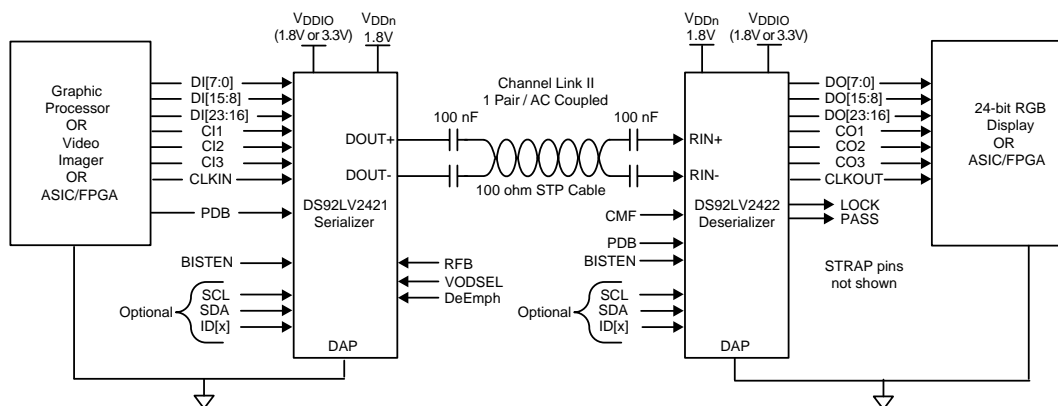 VDDIO
(1.8V or 3.3V)
VDDn
1.8V
VDDn
1.8V
VDDIO
(1.8V or 3.3V)
Graphic
Processor
OR
Video
Imager
OR
ASIC/FPGA
DI[7:0]
DI[15:8]
DI[23:16]
CI1
CI2
CI3
CLKIN
PDB
BISTEN
Optional
SCL
SDA
ID[x]
DOUT+
DOUT-
DS92LV2421
Serializer
DAP
RFB
VODSEL
DeEmph
Channel Link II
1 Pair / AC Coupled
100 nF
100 nF
100 ohm STP Cable
CMF
PDB
BISTEN
Optional
SCL
SDA
ID[x]
RIN+
RIN-
DS92LV2422
Deserializer
DAP
DO[7:0]
DO[15:8]
DO[23:16]
CO1
CO2
CO3
CLKOUT
LOCK
PASS
STRAP pins
not shown
24-bit RGB
Display
OR
ASIC/FPGA